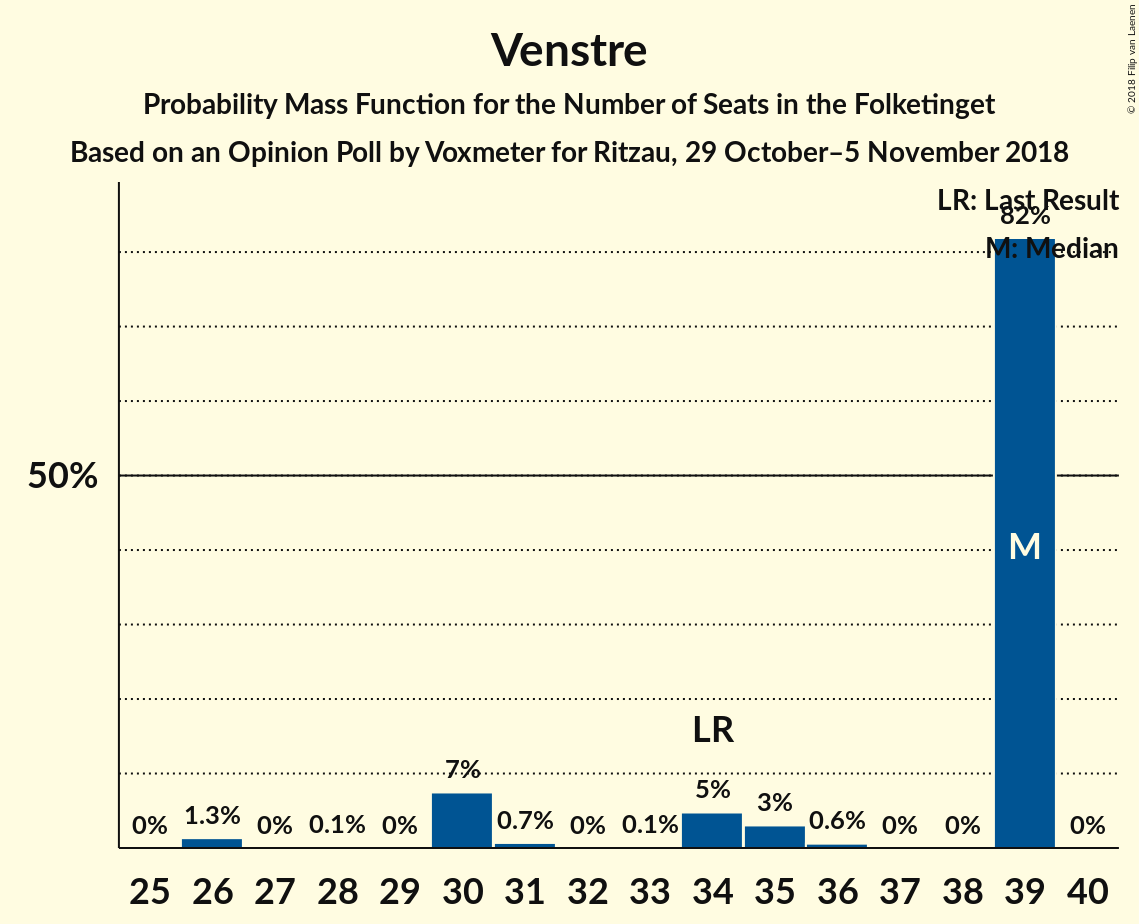 Venstre
Probability Mass Function for the Number of Seats in the Folketinget
Based on an Opinion Poll by Voxmeter for Ritzau, 29 October–5 November 2018
© 2018 Filip van Laenen
LR: Last Result
M: Median
82%
50%
M
LR
0% 1.3% 0% 0.1% 0% 7% 0.7% 0% 0.1% 5% 3% 0.6% 0% 0% 0%
25 26 27 28 29 30 31 32 33 34 35 36 37 38 39 40